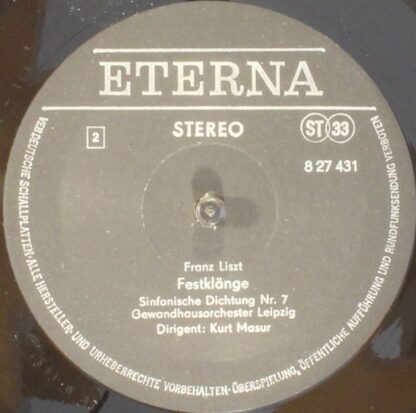 ETERNA
STEREO
ST 33
2
8 27 431
Franz Liszt
Festklänge
Sinfonische Dichtung Nr. 7
Gewandhausorchester Leipzig
Dirigent: Kurt Masur
VEB DEUTSCHE SCHALLPLATTEN · ALLE HERSTELLER- UND URHEBERRECHTE VORBEHALTEN · ÜBERSPIELUNG, ÖFFENTLICHE AUFFÜHRUNG UND RUNDFUNKSENDUNG VERBOTEN